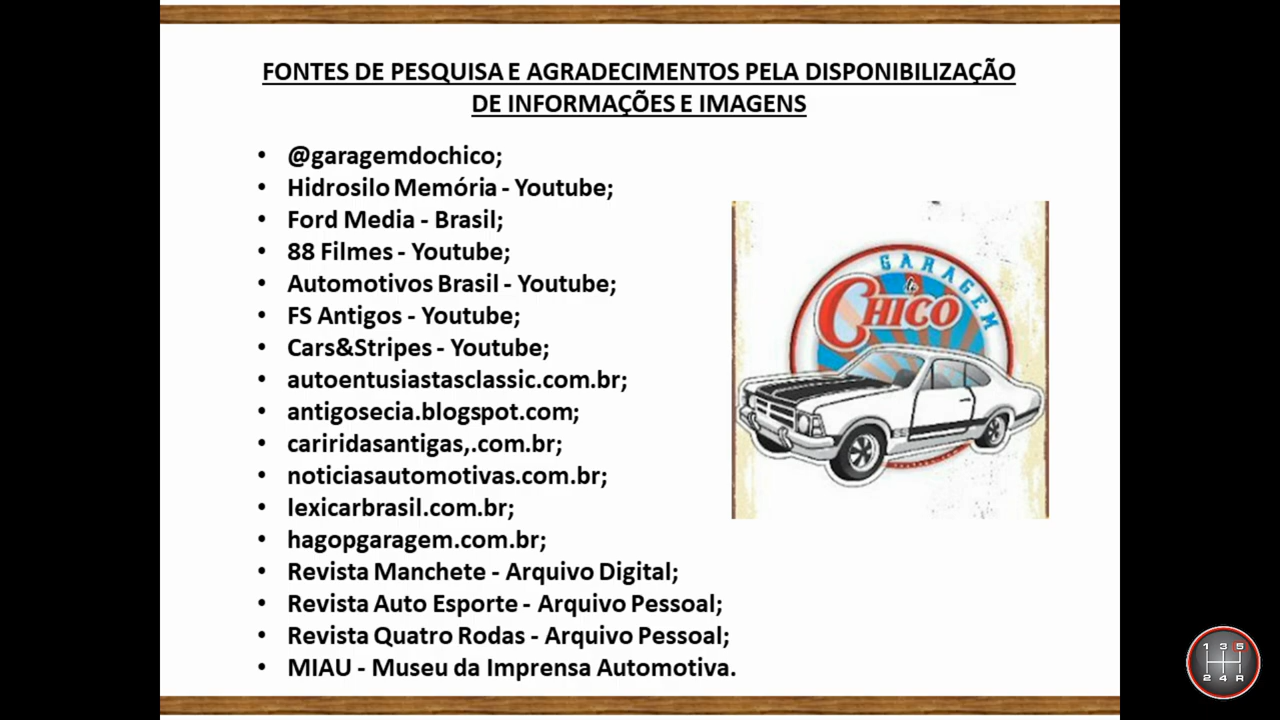 FONTES DE PESQUISA E AGRADECIMENTOS PELA DISPONIBILIZAÇÃO
DE INFORMAÇÕES E IMAGENS
• @garagemdochico;
• Hidrosilo Memória - Youtube;
• Ford Media - Brasil;
• 88 Filmes - Youtube;
• Automotivos Brasil - Youtube;
• FS Antigos - Youtube;
• Cars&Stripes - Youtube;
• autoentusiastasclassic.com.br;
• antigosecia.blogspot.com;
• cariridasantigas,.com.br;
• noticiasautomotivas.com.br;
• lexicarbrasil.com.br;
• hagopgaragem.com.br;
• Revista Manchete - Arquivo Digital;
• Revista Auto Esporte - Arquivo Pessoal;
• Revista Quatro Rodas - Arquivo Pessoal;
• MIAU - Museu da Imprensa Automotiva.
GARAGEM
do
CHICO
1 3 5
2 4 R